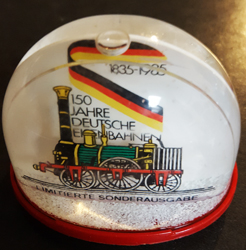 1835-1985
150
JAHRE
DEUTSCHE
EISENBAHNEN
LIMITIERTE SONDERAUSGABE